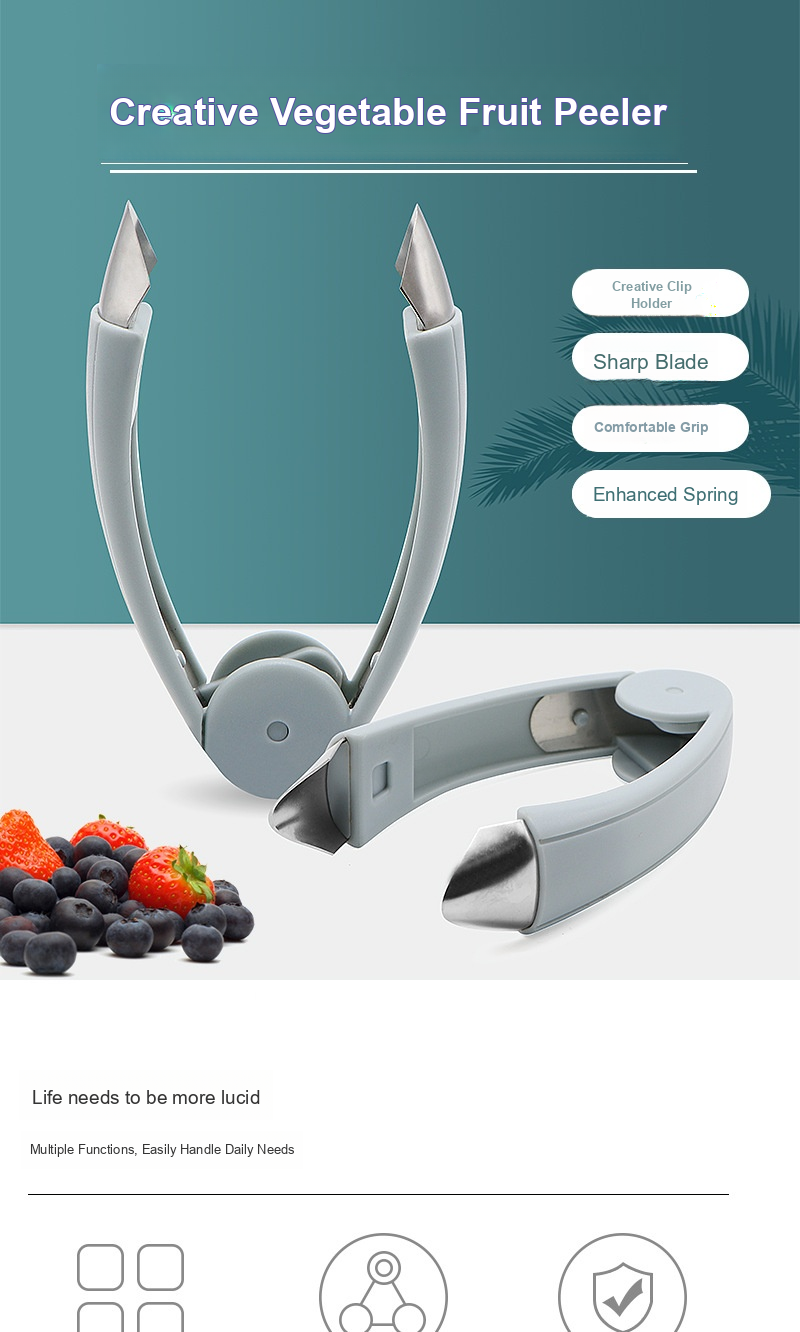 Creative Vegetable Fruit Peeler
Creative Clip
Holder
Sharp Blade
Comfortable Grip
Enhanced Spring
Life needs to be more lucid
Multiple Functions, Easily Handle Daily Needs